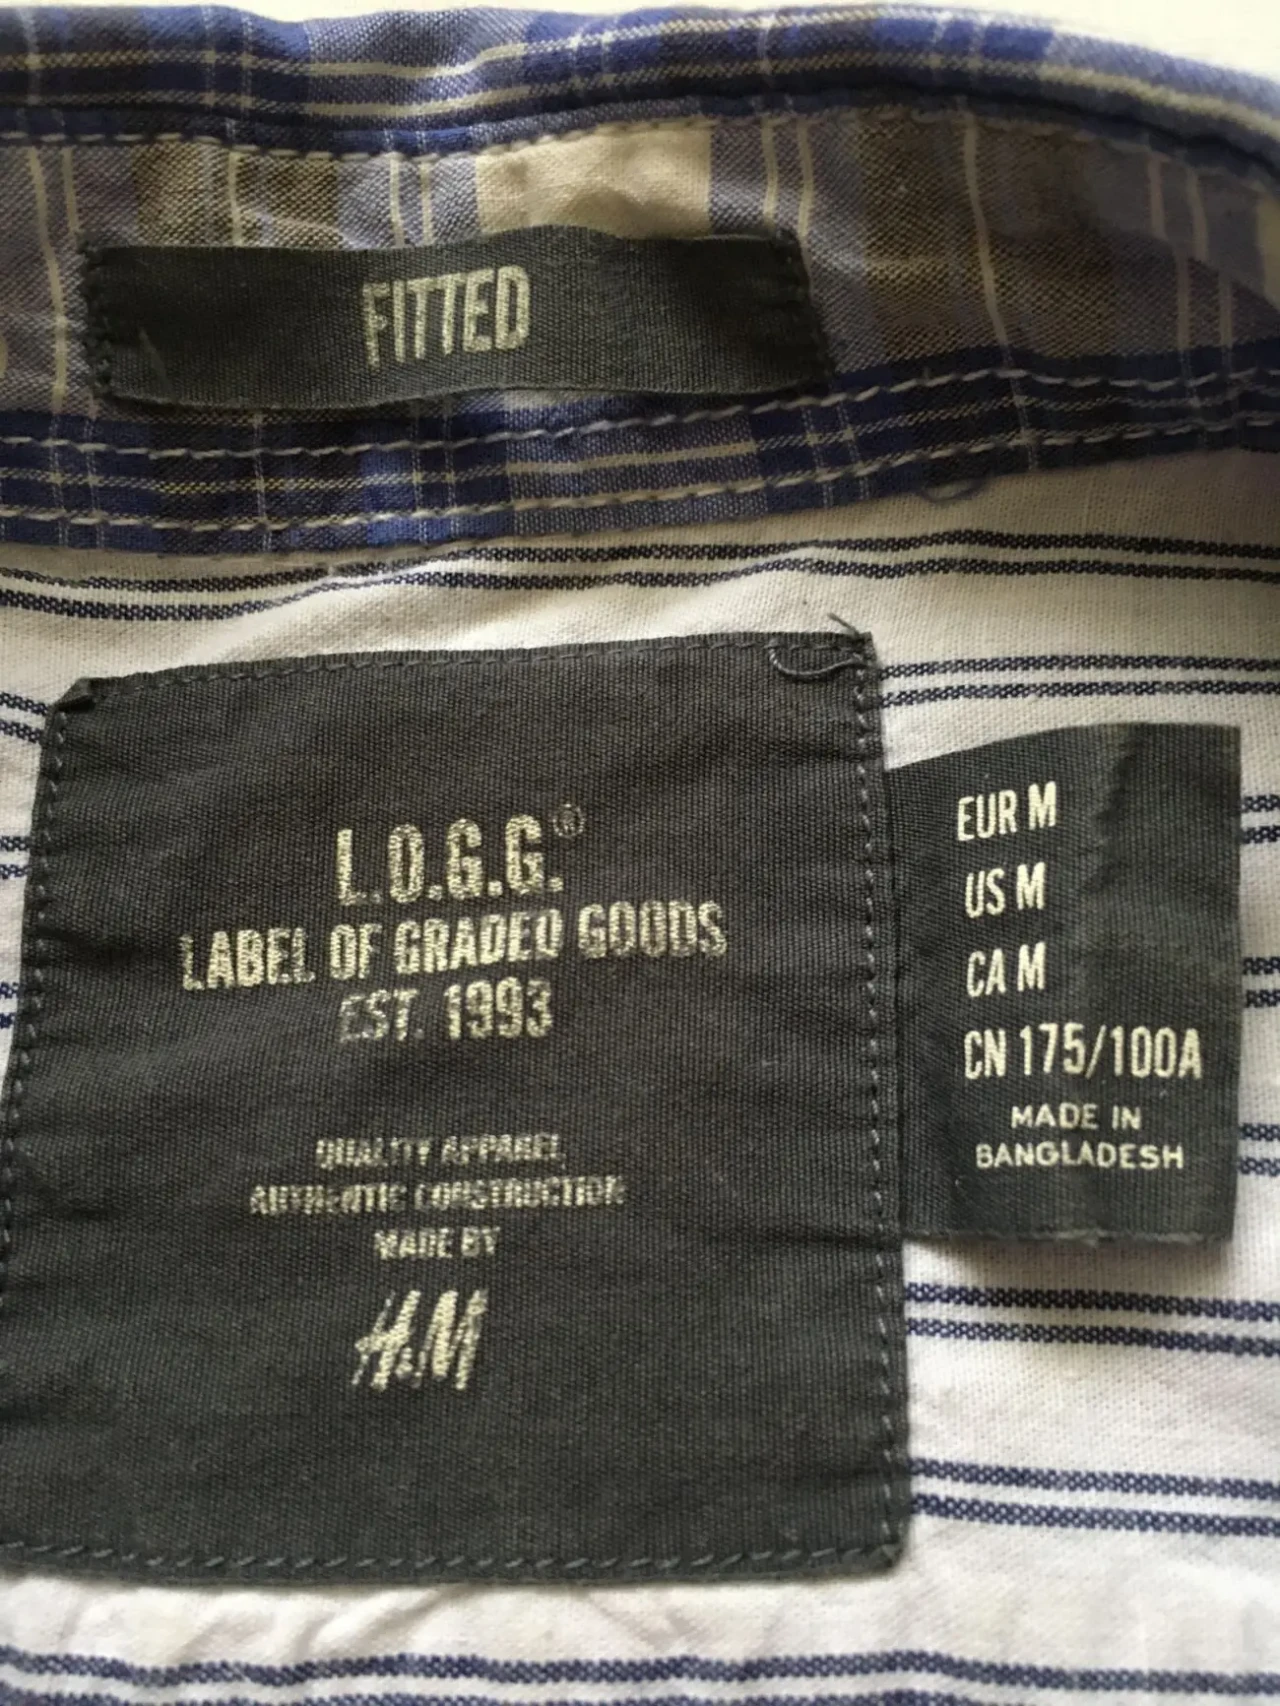 FITTED
L.O.G.G.®
LABEL OF GRADED GOODS
EST. 1993
QUALITY APPAREL
AUTHENTIC CONSTRUCTION
MADE BY
H&M
EUR M
US M
CA M
CN 175/100A
MADE IN
BANGLADESH